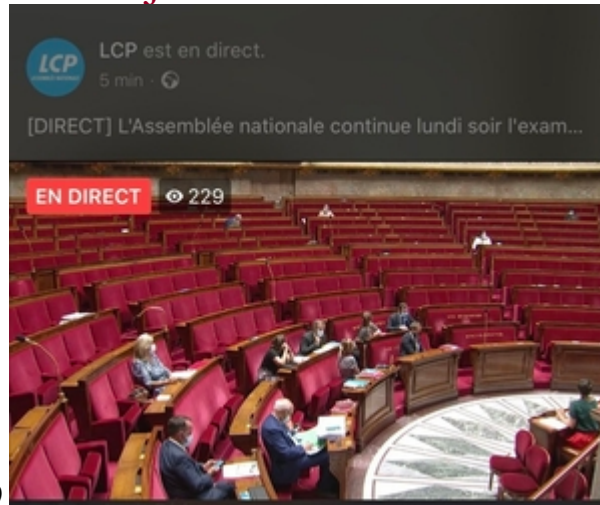 LCP
LCP est en direct.
5 min ·
[DIRECT] L'Assemblée nationale continue lundi soir l'exam...
EN DIRECT 229